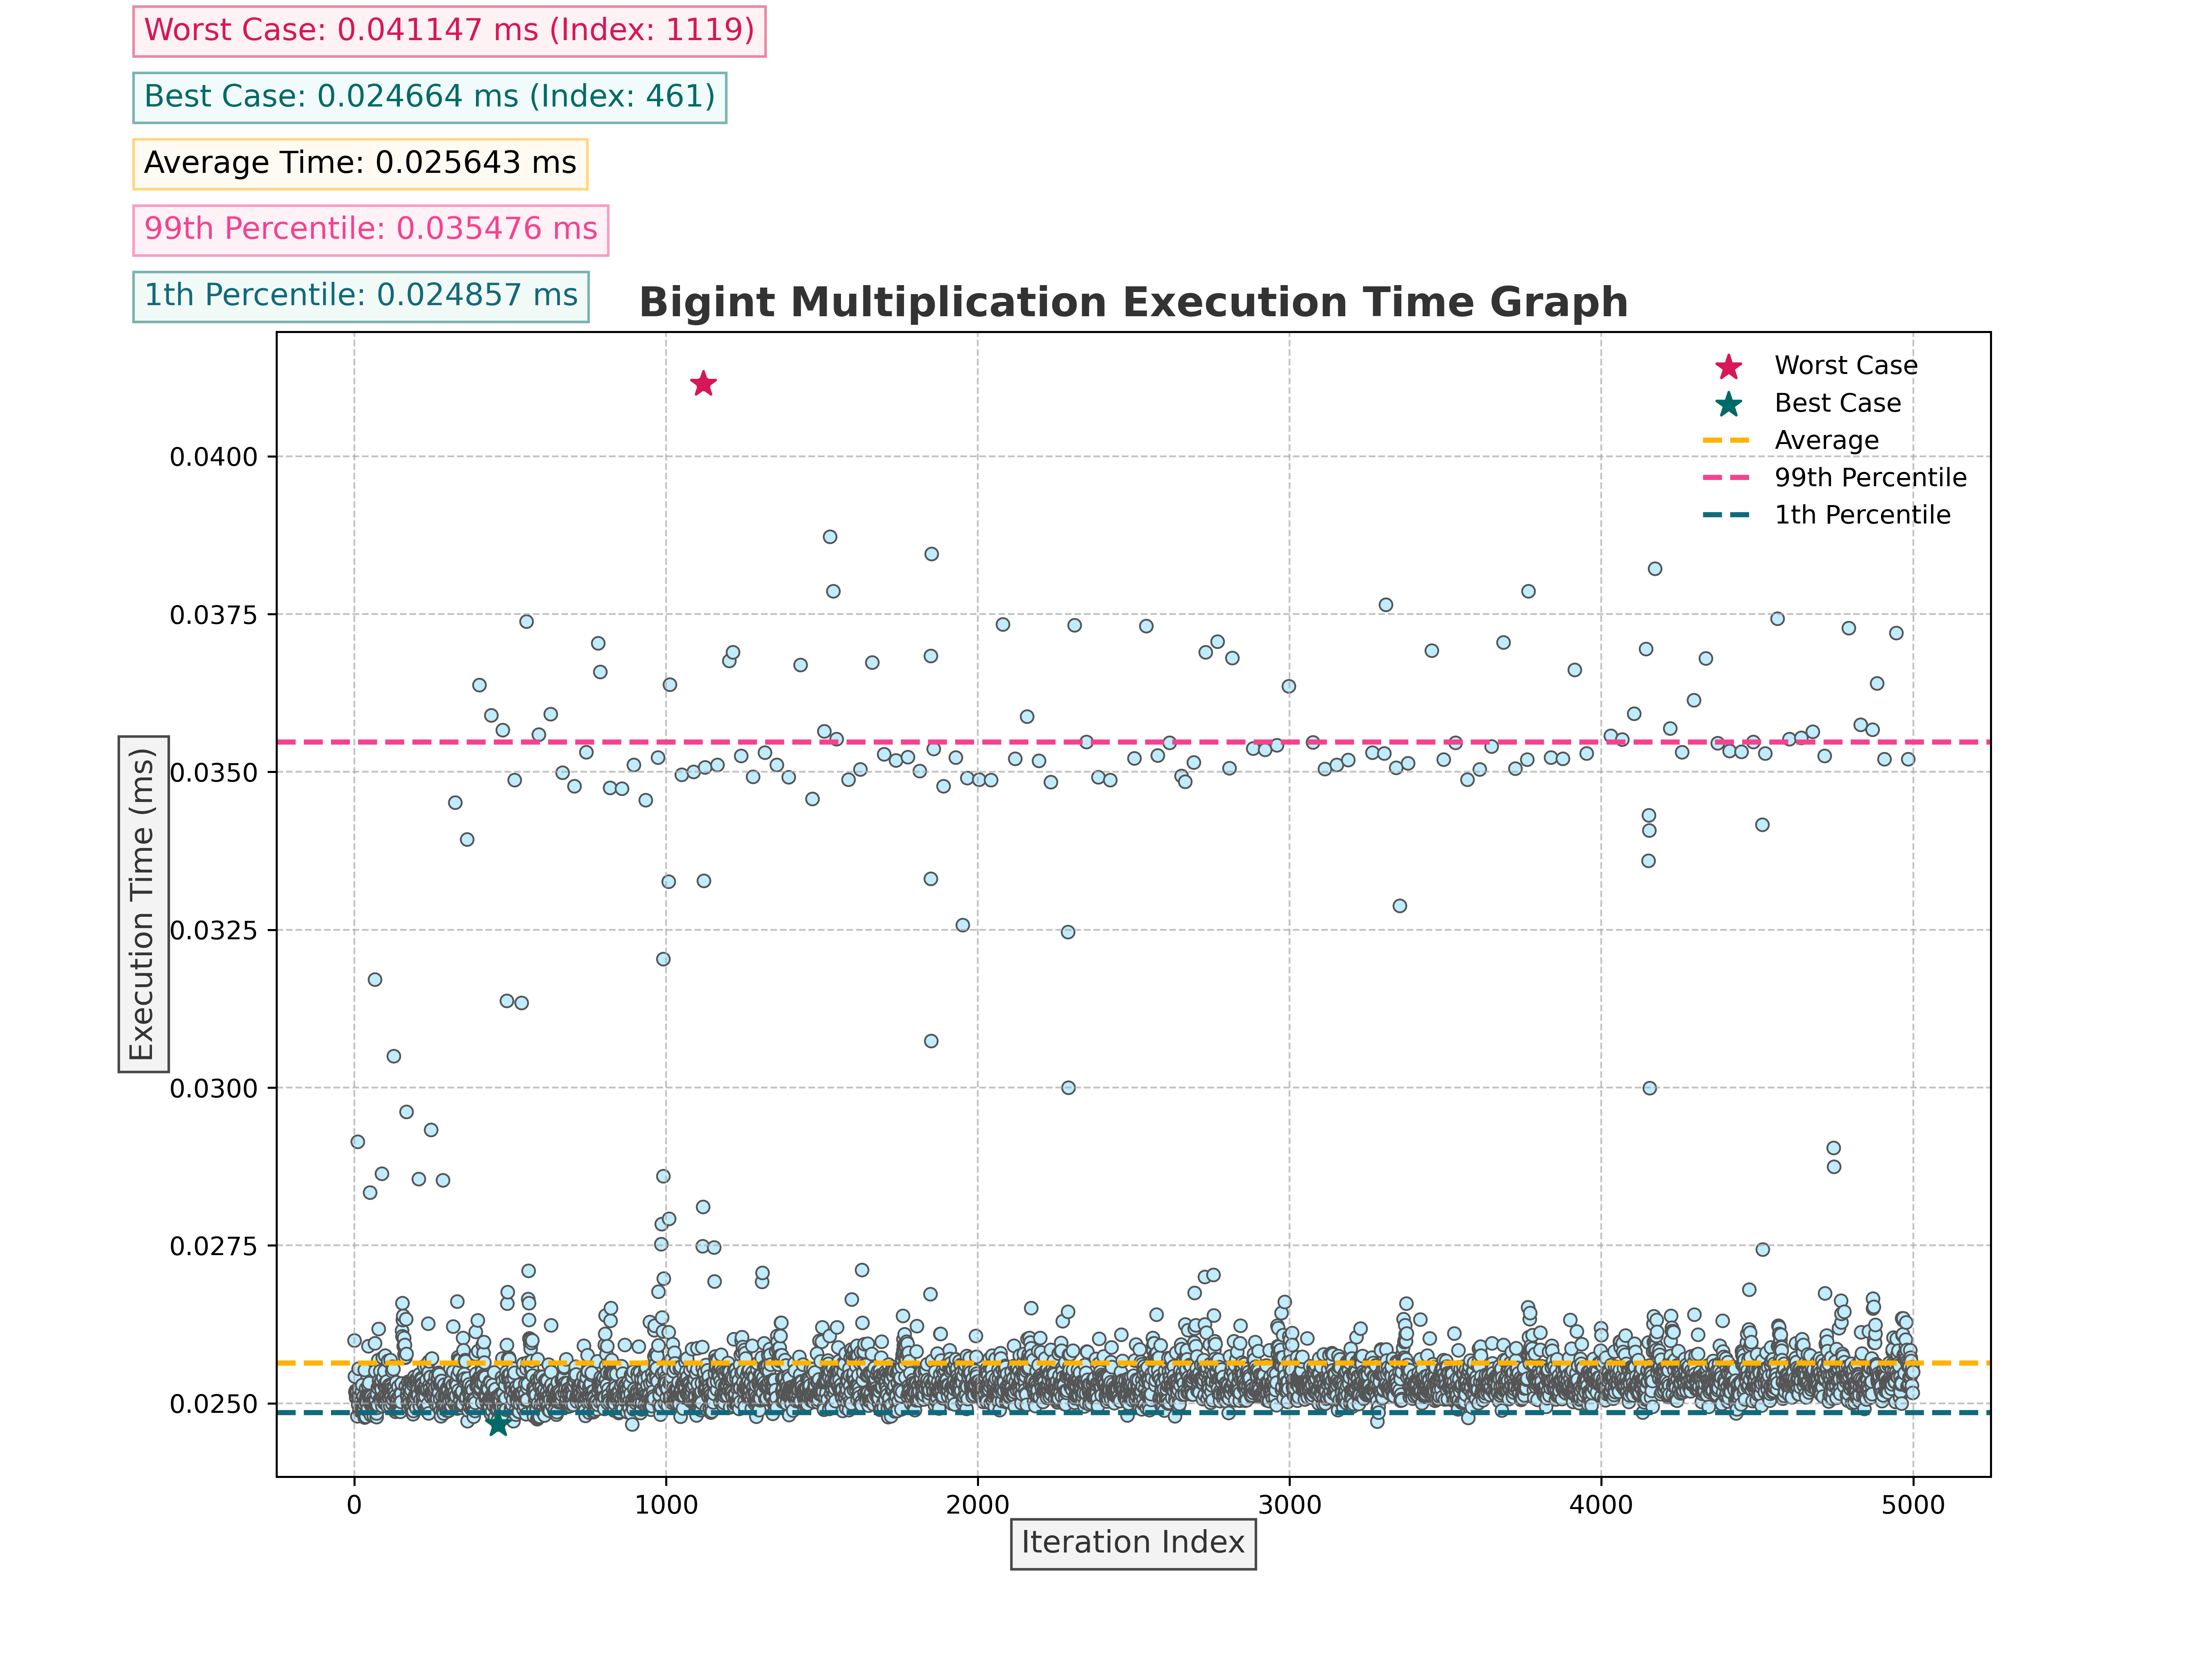 Worst Case: 0.041147 ms (Index: 1119)
Best Case: 0.024664 ms (Index: 461)
Average Time: 0.025643 ms
99th Percentile: 0.035476 ms
1th Percentile: 0.024857 ms
Bigint Multiplication Execution Time Graph
Worst Case
Best Case
Average
99th Percentile
1th Percentile
Execution Time (ms)
0.0400
0.0375
0.0350
0.0325
0.0300
0.0275
0.0250
0 1000 2000 3000 4000 5000
Iteration Index